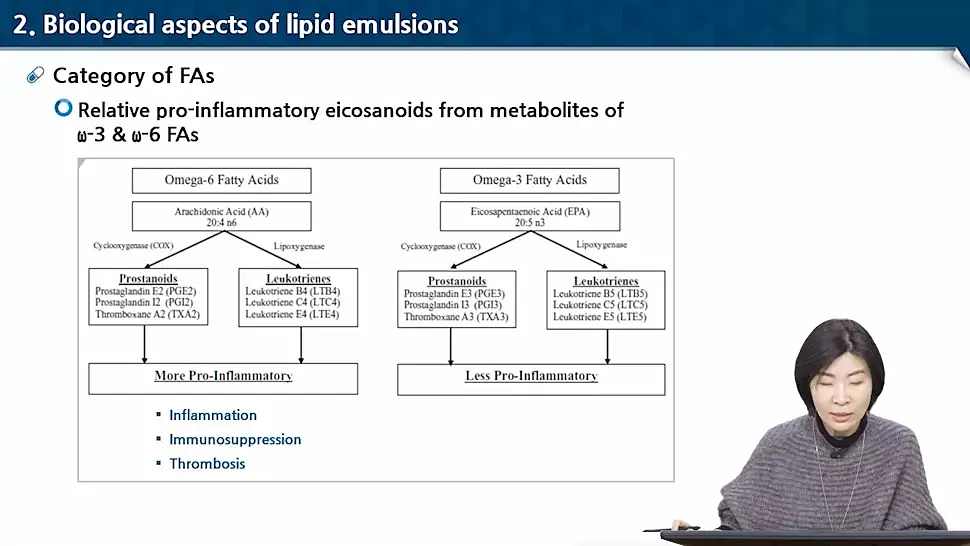 2. Biological aspects of lipid emulsions
Category of FAs
Relative pro-inflammatory eicosanoids from metabolites of
ω-3 & ω-6 FAs
Omega-6 Fatty Acids
Arachidonic Acid (AA)
20:4 n6
Cyclooxygenase (COX)
Lipoxygenase
Prostanoids
Prostaglandin E2 (PGE2)
Prostaglandin I2 (PGI2)
Thromboxane A2 (TXA2)
Leukotrienes
Leukotriene B4 (LTB4)
Leukotriene C4 (LTC4)
Leukotriene E4 (LTE4)
More Pro-Inflammatory
Omega-3 Fatty Acids
Eicosapentaenoic Acid (EPA)
20:5 n3
Cyclooxygenase (COX)
Lipoxygenase
Prostanoids
Prostaglandin E3 (PGE3)
Prostaglandin I3 (PGI3)
Thromboxane A3 (TXA3)
Leukotrienes
Leukotriene B5 (LTB5)
Leukotriene C5 (LTC5)
Leukotriene E5 (LTE5)
Less Pro-Inflammatory
Inflammation
Immunosuppression
Thrombosis